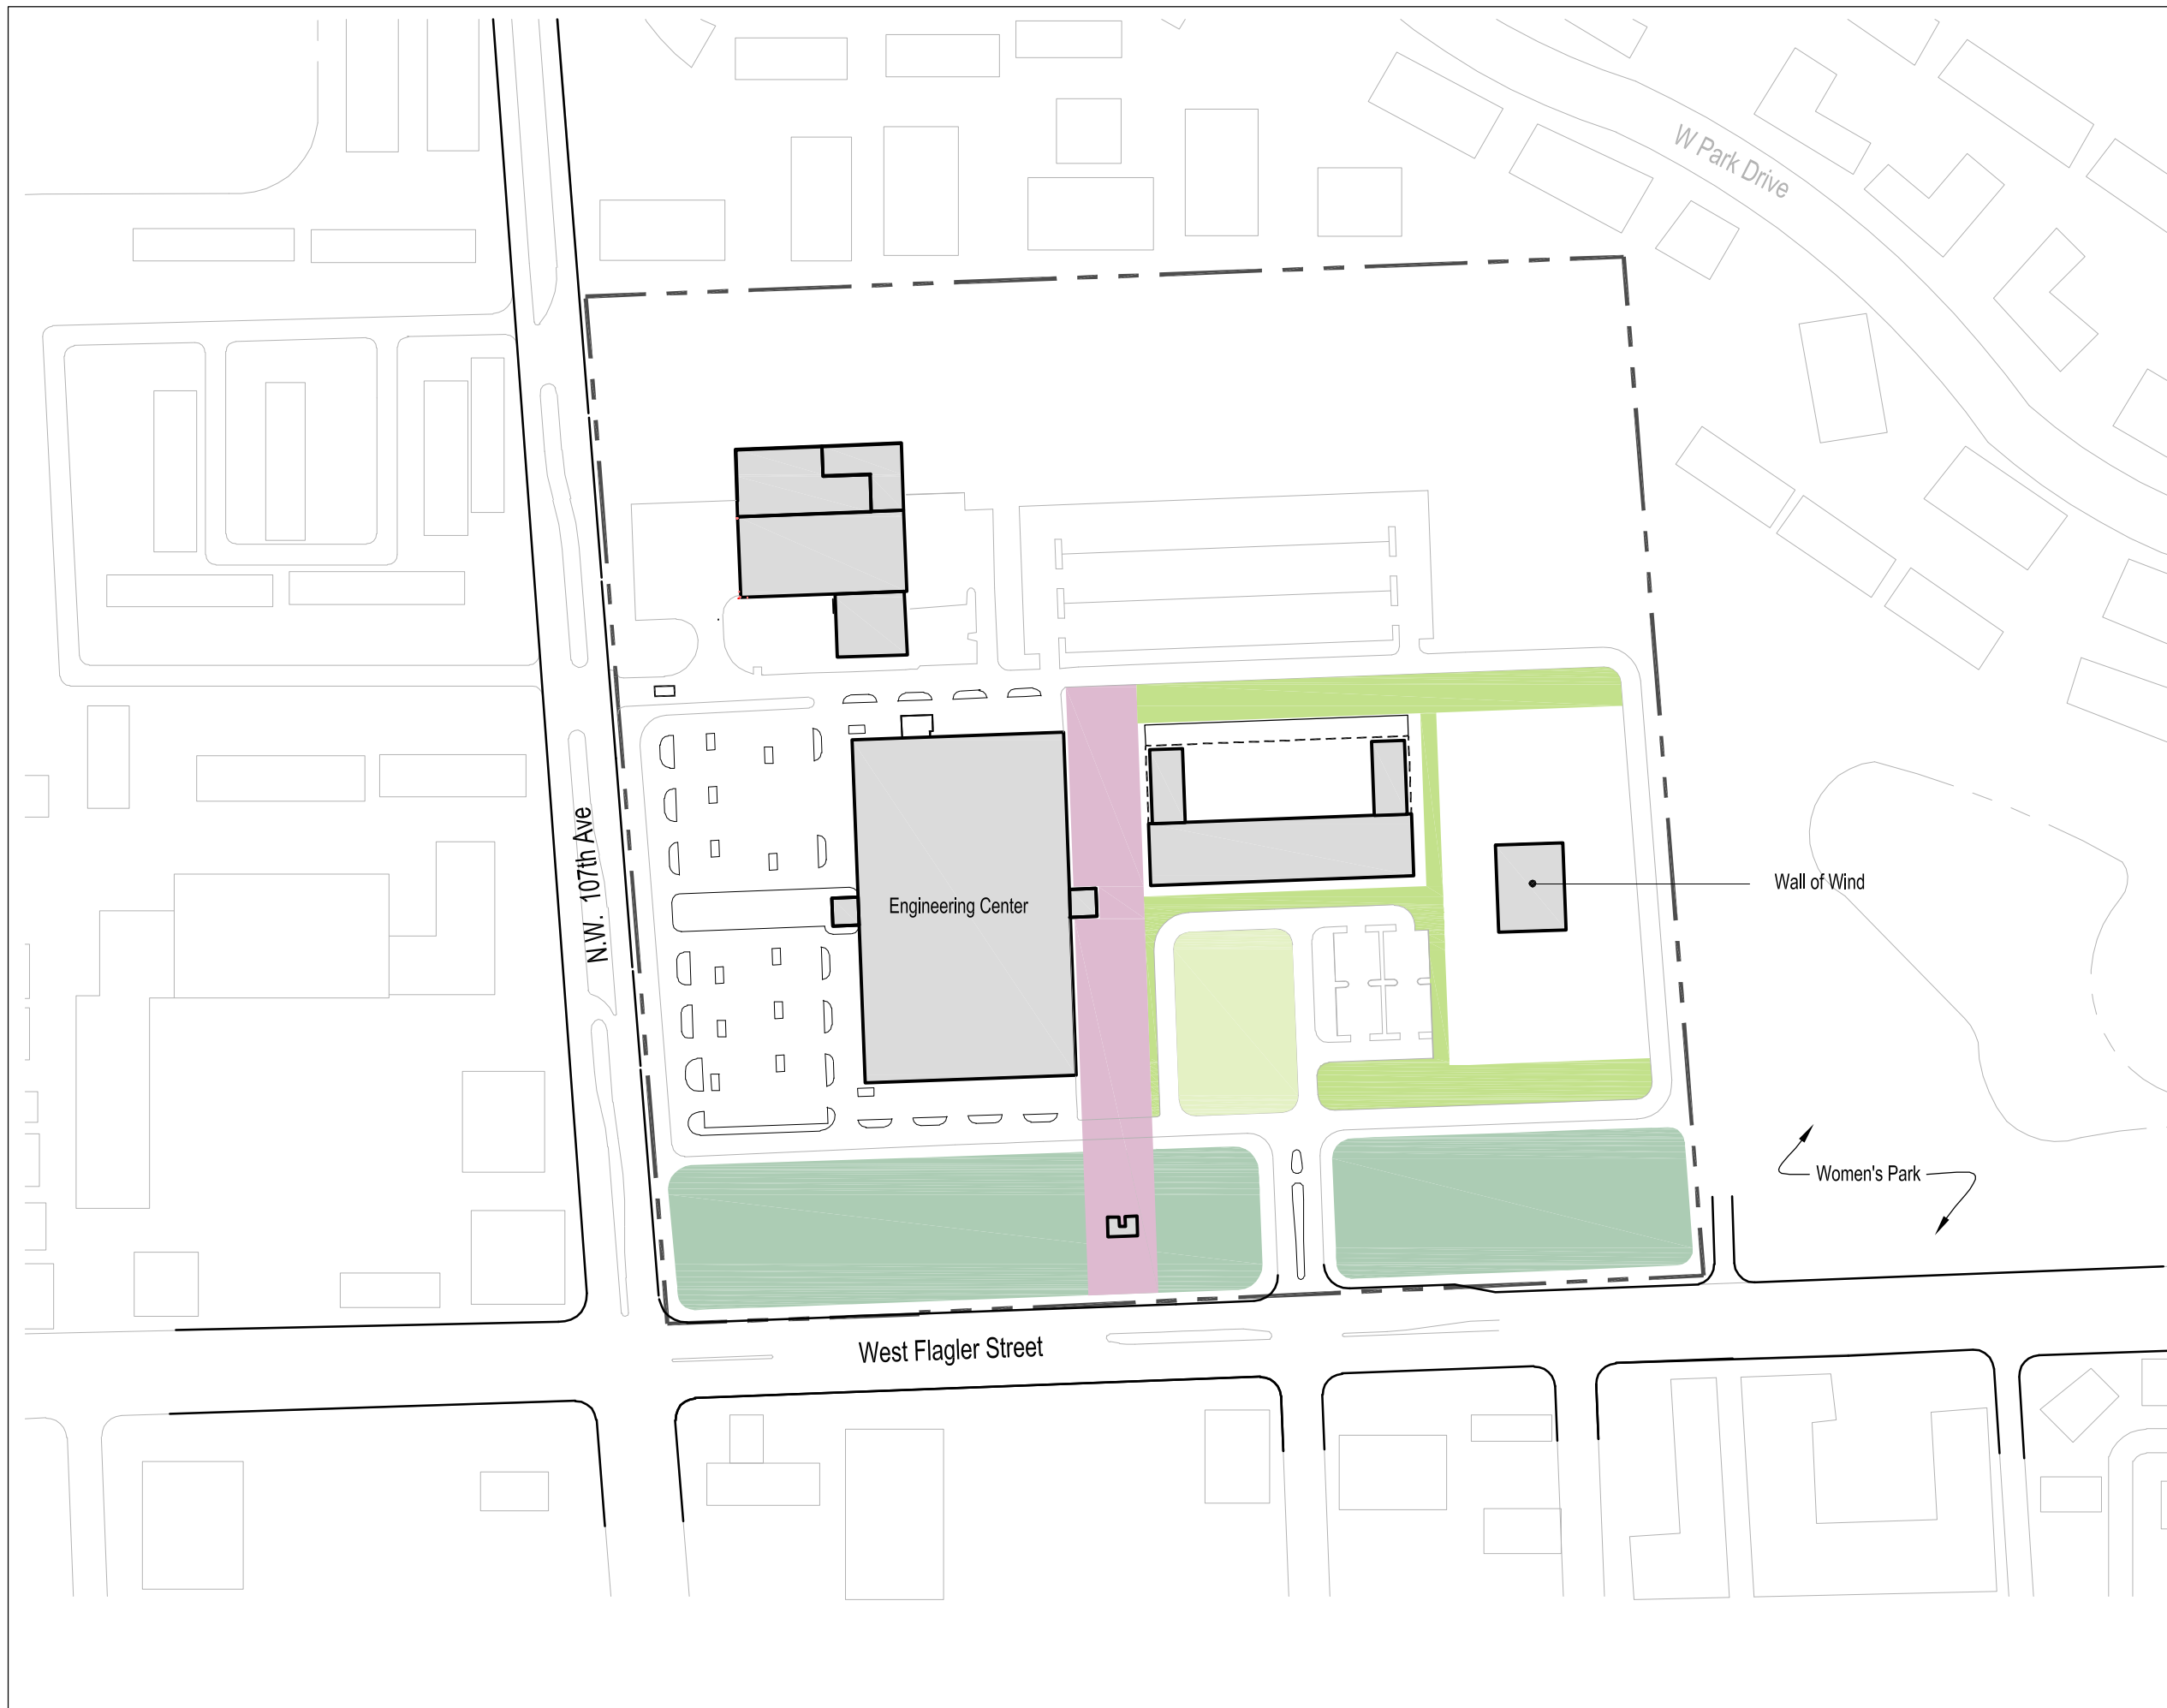 W Park Drive
N.W. 107th Ave
Engineering Center
Wall of Wind
Women's Park
West Flagler Street